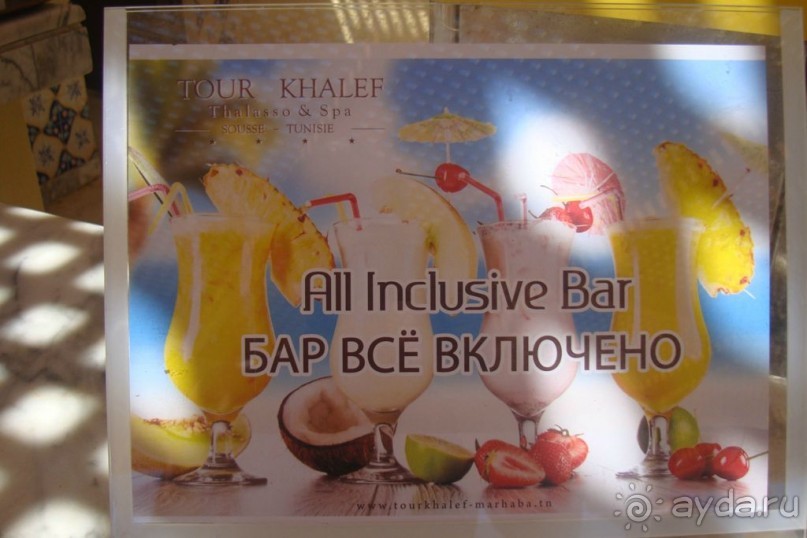 TOUR KHALEF
Thalasso & Spa
SOUSSE - TUNISIE
All Inclusive Bar
БАР ВСЁ ВКЛЮЧЕНО
www.tourkhalef-marhaba.tn
ayda.ru